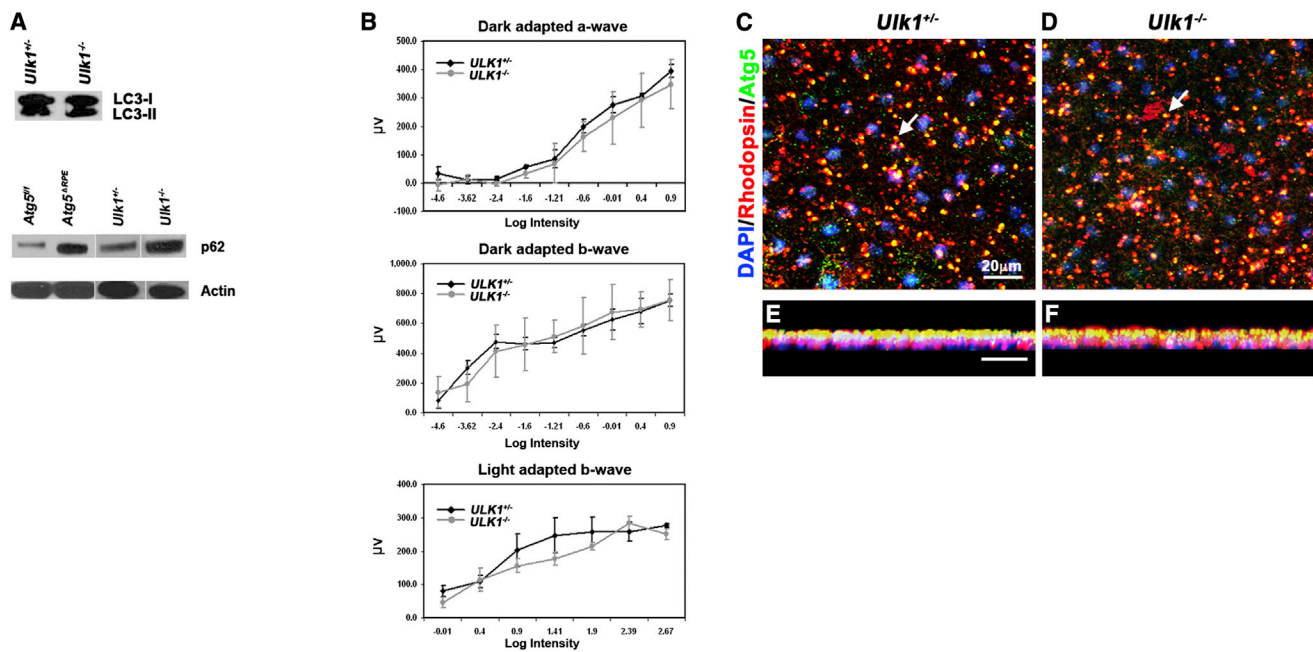 A
Ulk1+/-
Ulk1-/-
LC3-I
LC3-II
Atg5f/f
Atg5ΔRPE
Ulk1+/-
Ulk1-/-
p62
Actin
B
Dark adapted a-wave
500.0
400.0
300.0
200.0
100.0
0.0
-100.0
μV
ULK1+/-
ULK1-/-
-4.6 -3.62 -2.4 -1.6 -1.21 -0.6 -0.01 0.4 0.9
Log Intensity
Dark adapted b-wave
1,000.0
800.0
600.0
400.0
200.0
0.0
μV
ULK1+/-
ULK1-/-
-4.6 -3.62 -2.4 -1.6 -1.21 -0.6 -0.01 0.4 0.9
Log Intensity
Light adapted b-wave
400.0
300.0
200.0
100.0
0.0
μV
ULK1+/-
ULK1-/-
-0.01 0.4 0.9 1.41 1.9 2.39 2.67
Log Intensity
C
Ulk1+/-
D
Ulk1-/-
DAPI/Rhodopsin/Atg5
20μm
E
F